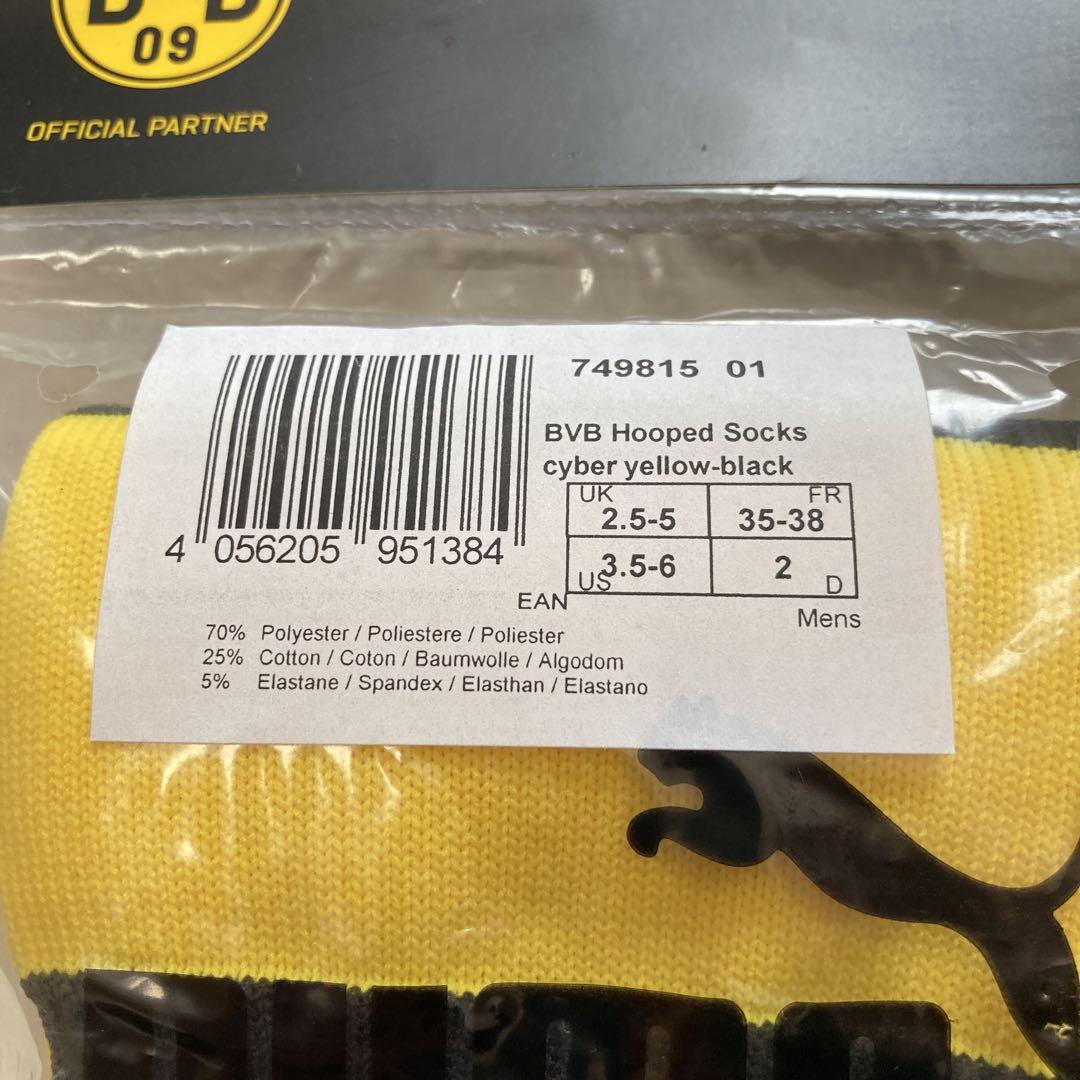 09
OFFICIAL PARTNER
749815 01
BVB Hooped Socks
cyber yellow-black
UK FR
2.5-5 35-38
3.5-6 2
US D
4 056205 951384
EAN
Mens
70% Polyester / Poliestere / Poliester
25% Cotton / Coton / Baumwolle / Algodom
5% Elastane / Spandex / Elasthan / Elastano